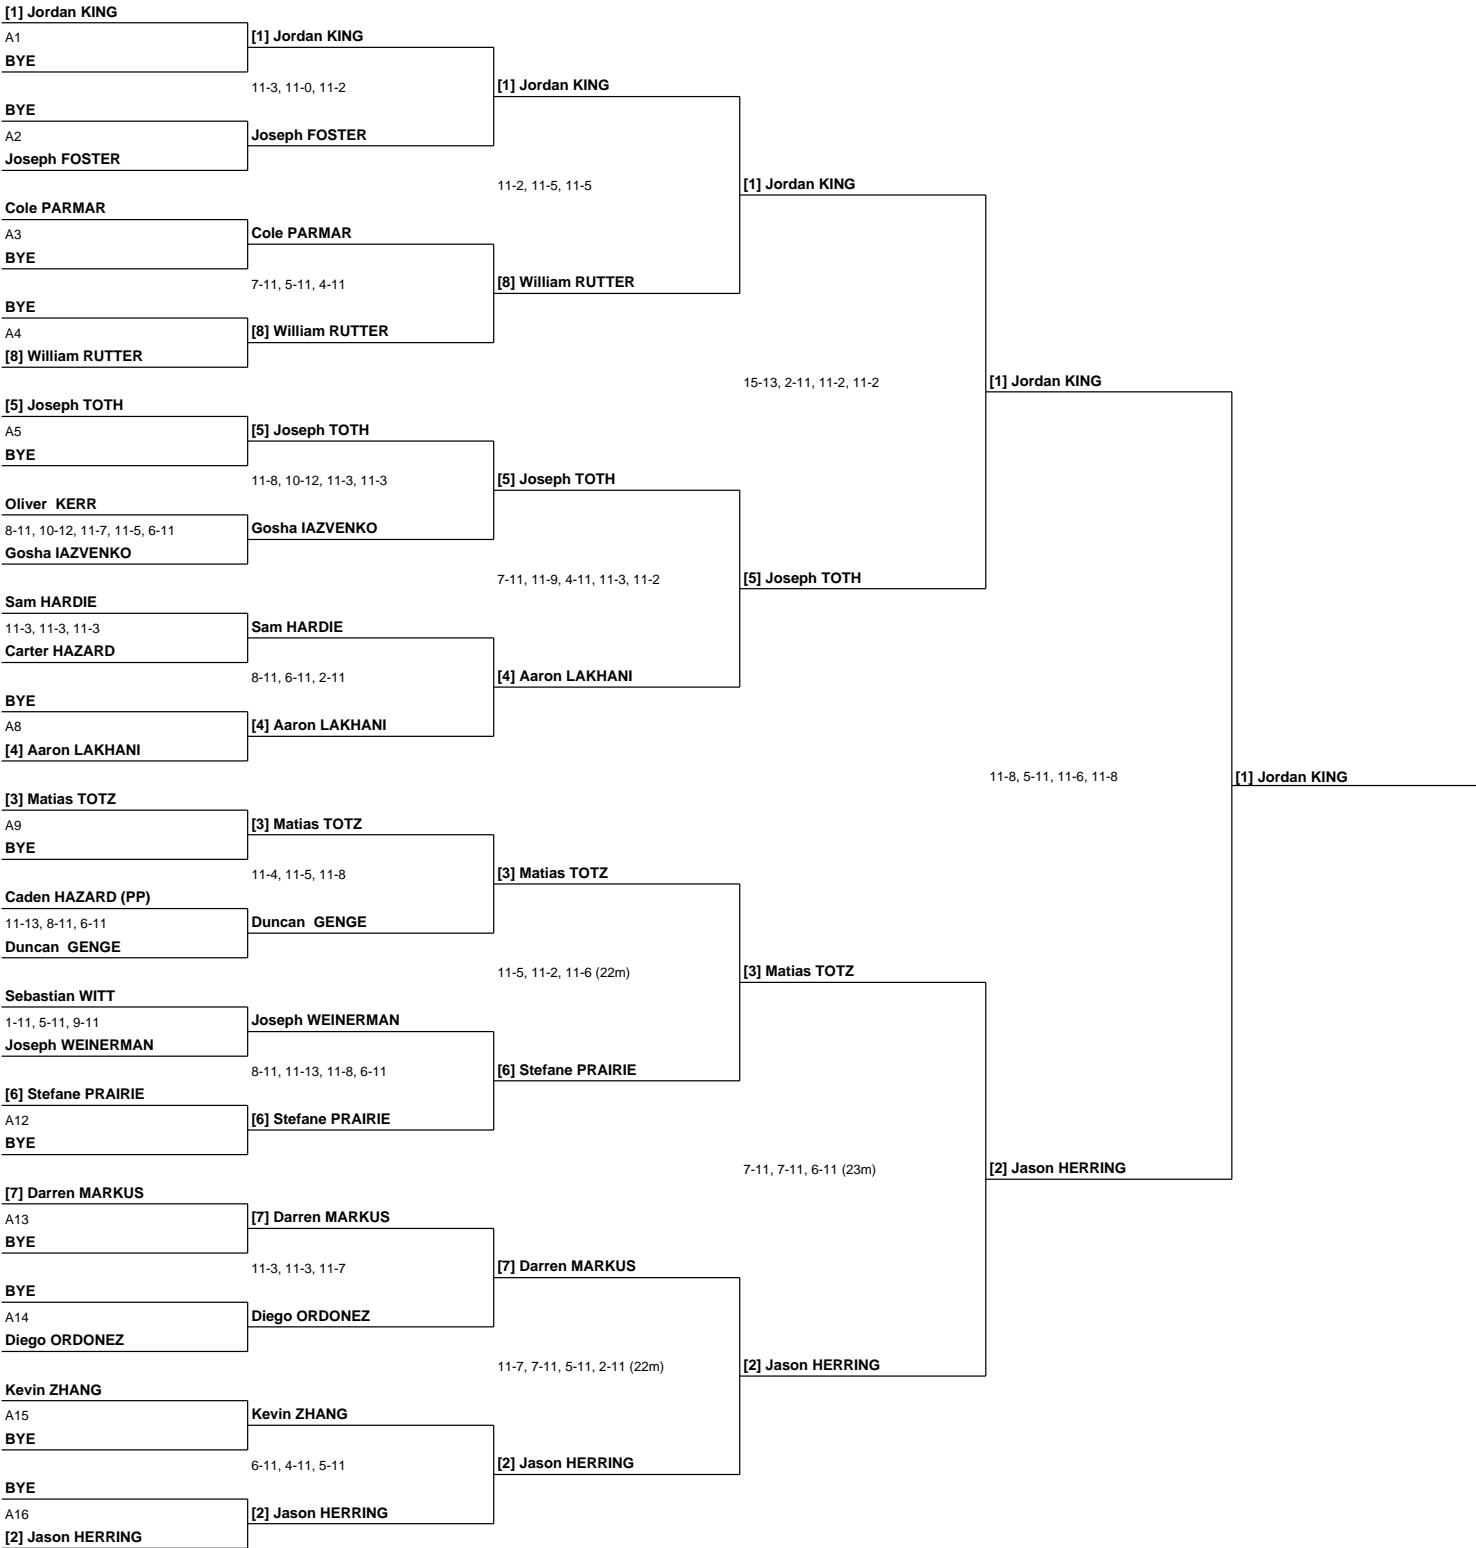 [1] Jordan KING
A1
BYE
[1] Jordan KING
11-3, 11-0, 11-2
[1] Jordan KING
BYE
A2
Joseph FOSTER
Joseph FOSTER
11-2, 11-5, 11-5
[1] Jordan KING
Cole PARMAR
A3
BYE
Cole PARMAR
7-11, 5-11, 4-11
[8] William RUTTER
BYE
A4
[8] William RUTTER
[8] William RUTTER
15-13, 2-11, 11-2, 11-2
[1] Jordan KING
[5] Joseph TOTH
A5
BYE
[5] Joseph TOTH
11-8, 10-12, 11-3, 11-3
[5] Joseph TOTH
Oliver  KERR
8-11, 10-12, 11-7, 11-5, 6-11
Gosha IAZVENKO
Gosha IAZVENKO
7-11, 11-9, 4-11, 11-3, 11-2
[5] Joseph TOTH
Sam HARDIE
11-3, 11-3, 11-3
Carter HAZARD
Sam HARDIE
8-11, 6-11, 2-11
[4] Aaron LAKHANI
BYE
A8
[4] Aaron LAKHANI
[4] Aaron LAKHANI
11-8, 5-11, 11-6, 11-8
[1] Jordan KING
[3] Matias TOTZ
A9
BYE
[3] Matias TOTZ
11-4, 11-5, 11-8
[3] Matias TOTZ
Caden HAZARD (PP)
11-13, 8-11, 6-11
Duncan  GENGE
Duncan  GENGE
11-5, 11-2, 11-6 (22m)
[3] Matias TOTZ
Sebastian WITT
1-11, 5-11, 9-11
Joseph WEINERMAN
Joseph WEINERMAN
8-11, 11-13, 11-8, 6-11
[6] Stefane PRAIRIE
[6] Stefane PRAIRIE
A12
BYE
[6] Stefane PRAIRIE
7-11, 7-11, 6-11 (23m)
[2] Jason HERRING
[7] Darren MARKUS
A13
BYE
[7] Darren MARKUS
11-3, 11-3, 11-7
[7] Darren MARKUS
BYE
A14
Diego ORDONEZ
Diego ORDONEZ
11-7, 7-11, 5-11, 2-11 (22m)
[2] Jason HERRING
Kevin ZHANG
A15
BYE
Kevin ZHANG
6-11, 4-11, 5-11
[2] Jason HERRING
BYE
A16
[2] Jason HERRING
[2] Jason HERRING